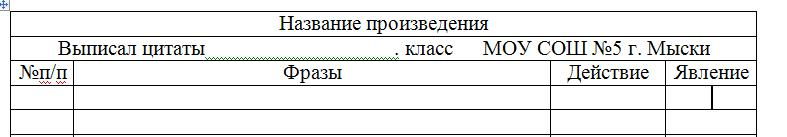 Название произведения
Выписал цитаты . класс МОУ СОШ №5 г. Мыски
№п/п Фразы Действие Явление